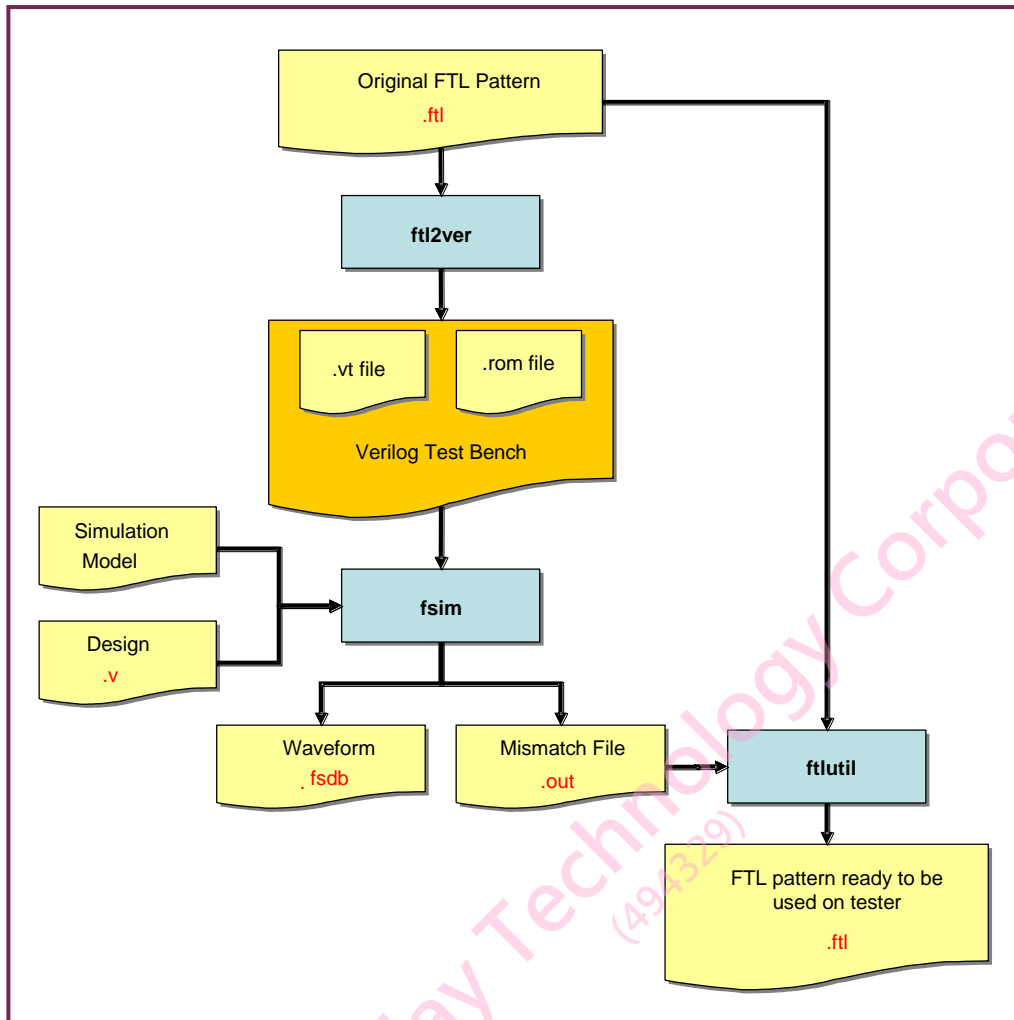 Original FTL Pattern
.ftl
ftl2ver
.vt file
.rom file
Verilog Test Bench
Simulation
Model
fsim
Design
.v
Waveform
. fsdb
Mismatch File
.out
ftlutil
FTL pattern ready to be
used on tester
.ftl
Technology Corpor
(494329)